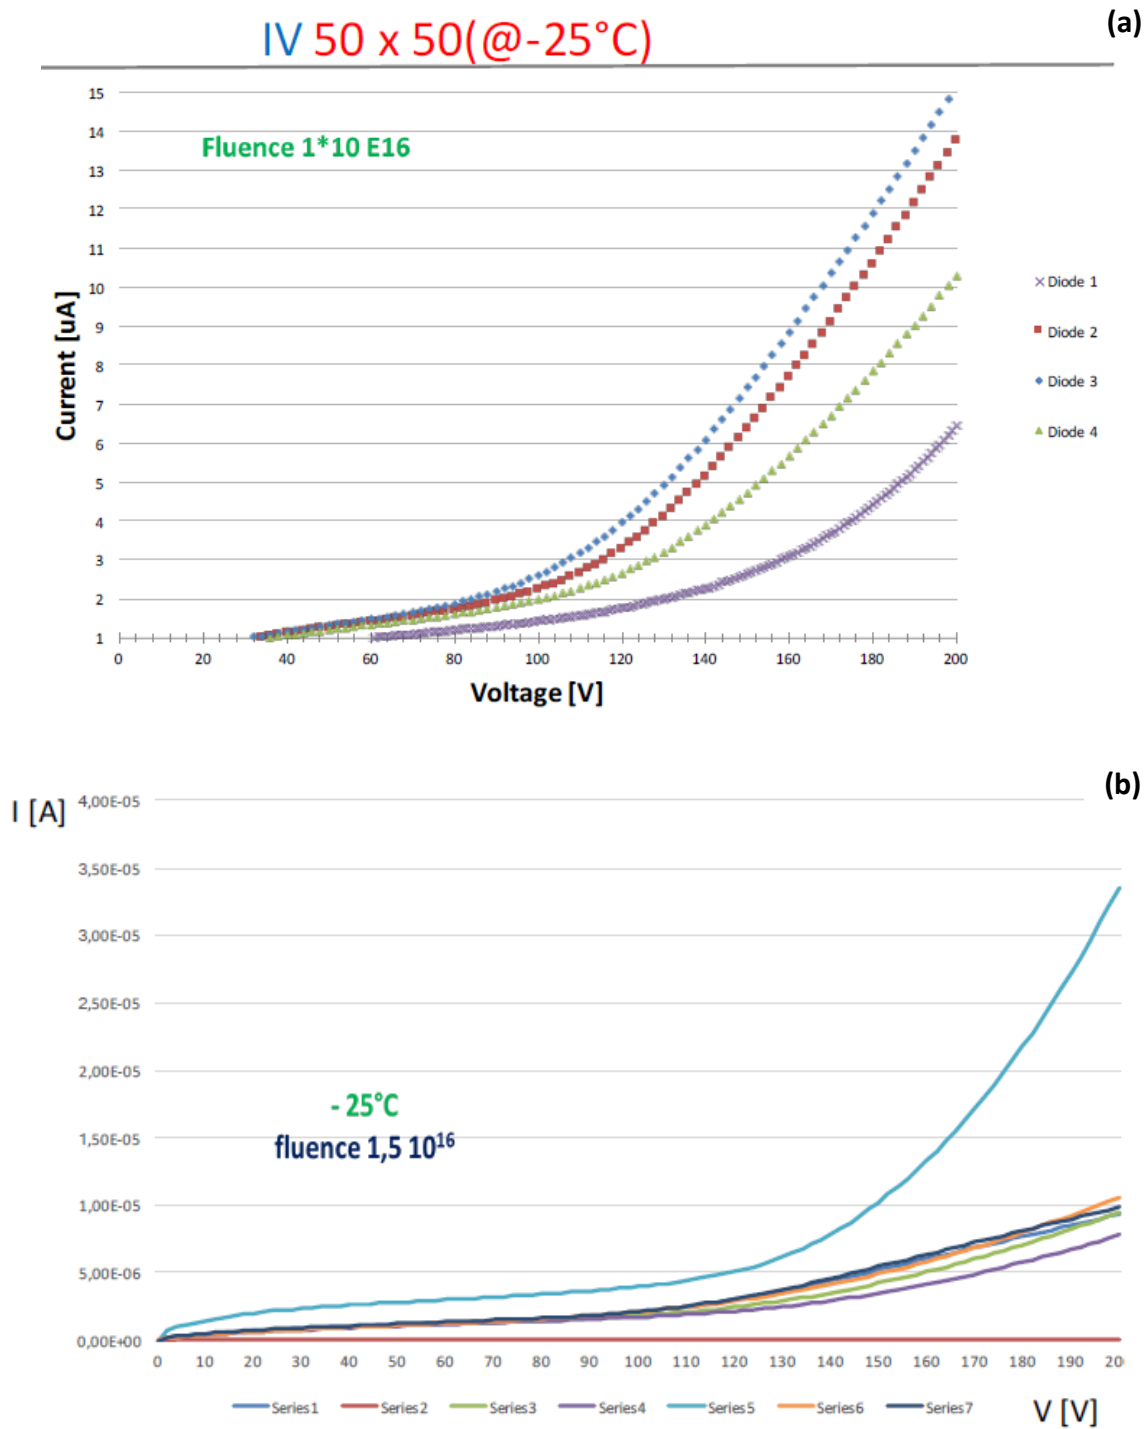 (a)
IV 50 x 50(@-25°C)
15
14
13
12
11
10
9
8
7
6
5
4
3
2
1
Current [uA]
Fluence 1*10 E16
Diode 1
Diode 2
Diode 3
Diode 4
0 20 40 60 80 100 120 140 160 180 200
Voltage [V]
(b)
I [A]
4,00E-05
3,50E-05
3,00E-05
2,50E-05
2,00E-05
1,50E-05
1,00E-05
5,00E-06
0,00E+00
- 25°C
fluence 1,5 10¹⁶
0 10 20 30 40 50 60 70 80 90 100 110 120 130 140 150 160 170 180 190 20
Series1 Series2 Series3 Series4 Series5 Series6 Series7
V [V]